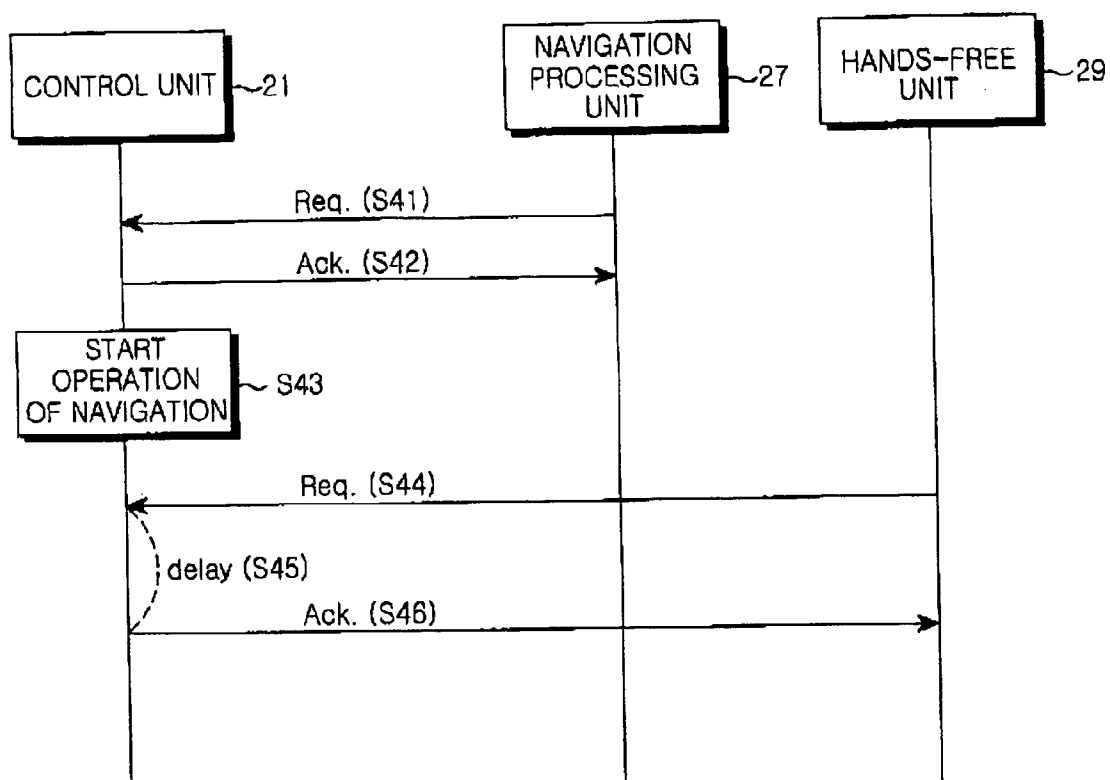 CONTROL UNIT
21
NAVIGATION
PROCESSING
UNIT
27
HANDS-FREE
UNIT
29
Req. (S41)
Ack. (S42)
START
OPERATION
OF NAVIGATION
S43
Req. (S44)
delay (S45)
Ack. (S46)